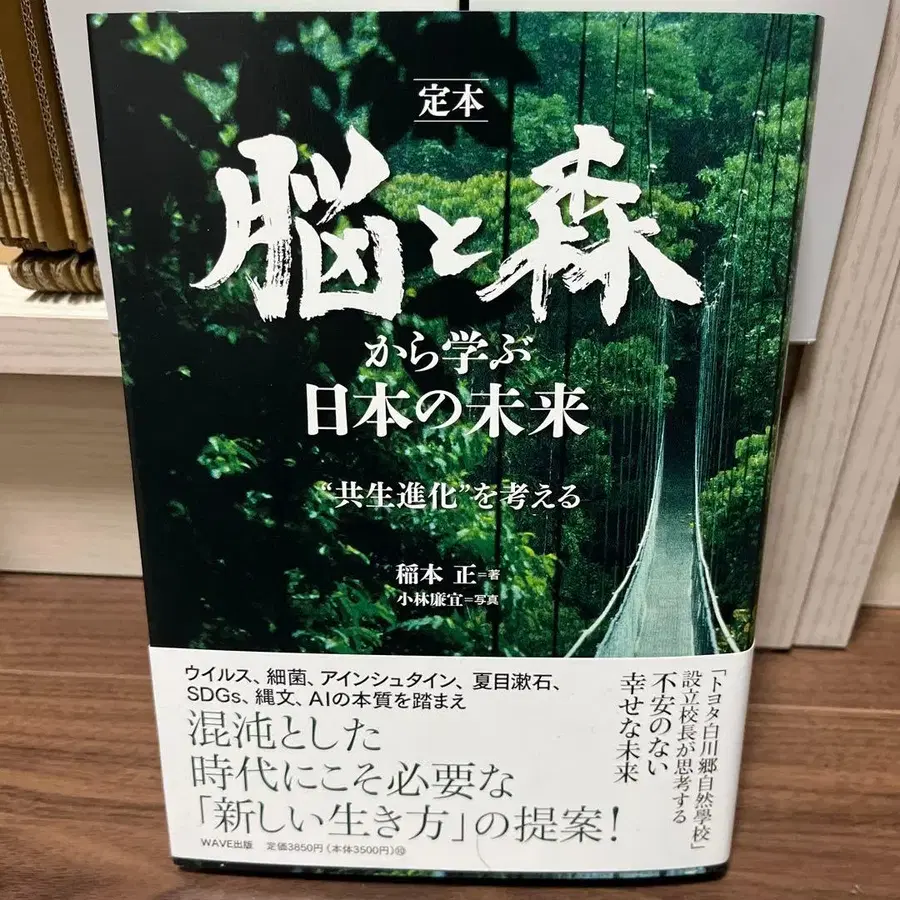 定本
脳と森
から学ぶ
日本の未来
“共生進化”を考える
稲本 正=著
小林廉宜=写真
ウイルス、細菌、アインシュタイン、夏目漱石、
SDGs、縄文、AIの本質を踏まえ
混沌とした
時代にこそ必要な
「新しい生き方」の提案!
「トヨタ白川郷自然學校」
設立校長が思考する
不安のない
幸せな未来
WAVE出版 定価3850円(本体3500円)⑩